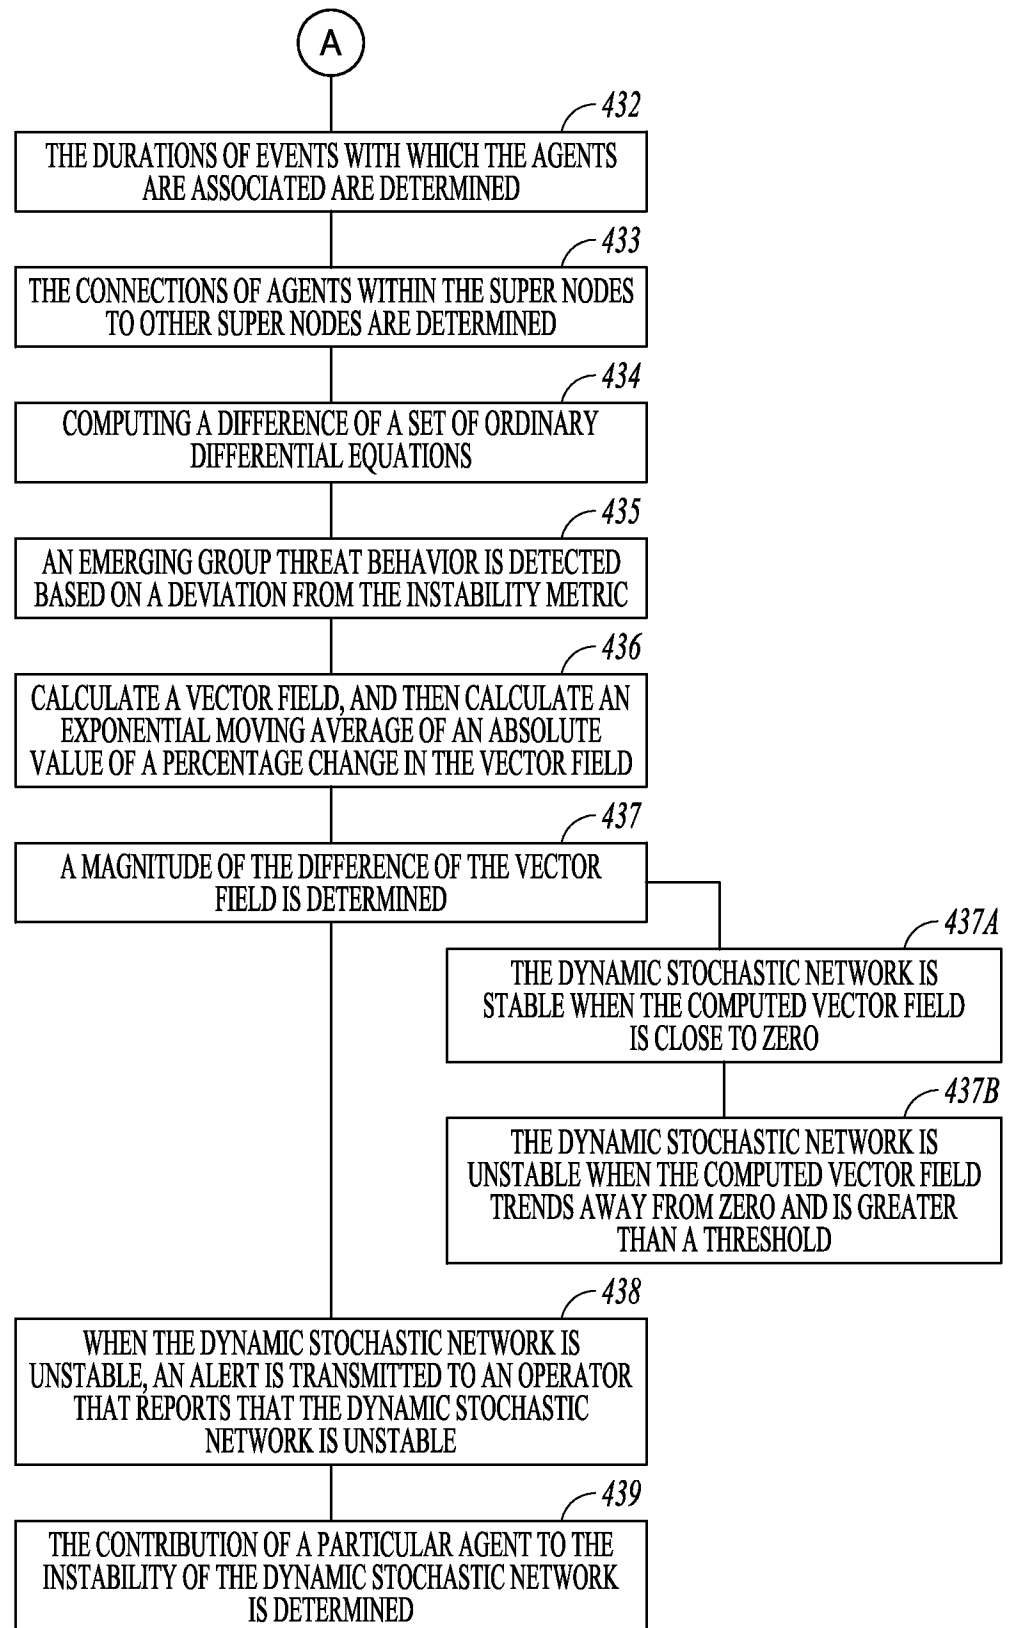 A
432
THE DURATIONS OF EVENTS WITH WHICH THE AGENTS
ARE ASSOCIATED ARE DETERMINED
433
THE CONNECTIONS OF AGENTS WITHIN THE SUPER NODES
TO OTHER SUPER NODES ARE DETERMINED
434
COMPUTING A DIFFERENCE OF A SET OF ORDINARY
DIFFERENTIAL EQUATIONS
435
AN EMERGING GROUP THREAT BEHAVIOR IS DETECTED
BASED ON A DEVIATION FROM THE INSTABILITY METRIC
436
CALCULATE A VECTOR FIELD, AND THEN CALCULATE AN
EXPONENTIAL MOVING AVERAGE OF AN ABSOLUTE
VALUE OF A PERCENTAGE CHANGE IN THE VECTOR FIELD
437
A MAGNITUDE OF THE DIFFERENCE OF THE VECTOR
FIELD IS DETERMINED
437A
THE DYNAMIC STOCHASTIC NETWORK IS
STABLE WHEN THE COMPUTED VECTOR FIELD
IS CLOSE TO ZERO
437B
THE DYNAMIC STOCHASTIC NETWORK IS
UNSTABLE WHEN THE COMPUTED VECTOR FIELD
TRENDS AWAY FROM ZERO AND IS GREATER
THAN A THRESHOLD
438
WHEN THE DYNAMIC STOCHASTIC NETWORK IS
UNSTABLE, AN ALERT IS TRANSMITTED TO AN OPERATOR
THAT REPORTS THAT THE DYNAMIC STOCHASTIC
NETWORK IS UNSTABLE
439
THE CONTRIBUTION OF A PARTICULAR AGENT TO THE
INSTABILITY OF THE DYNAMIC STOCHASTIC NETWORK
IS DETERMINED